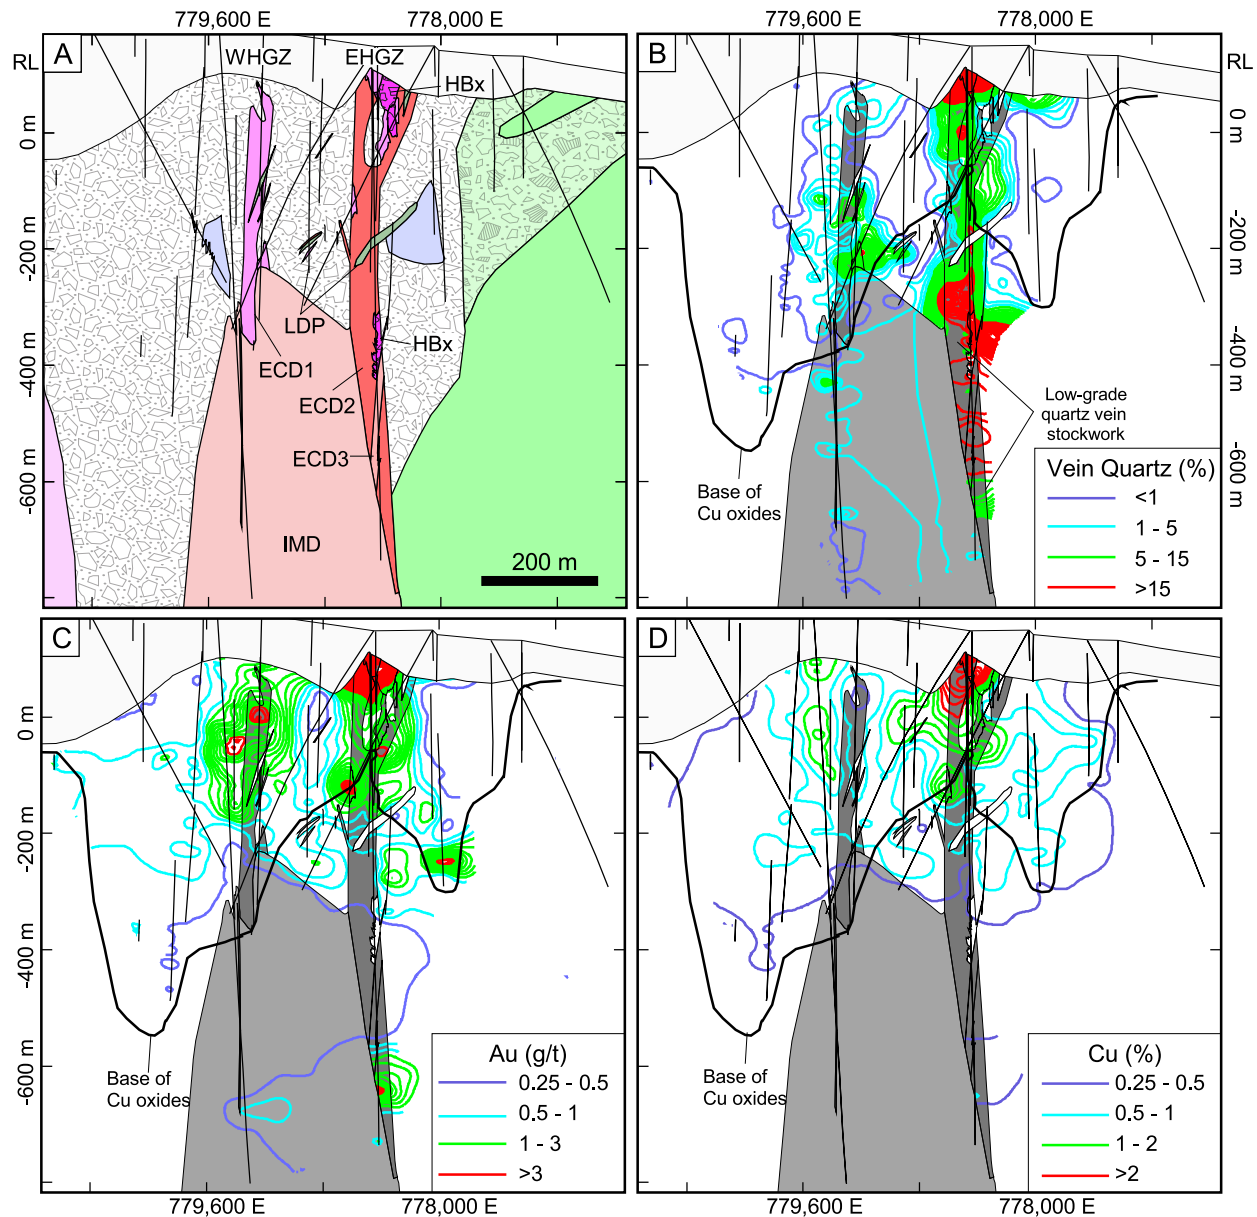 779,600 E
778,000 E
779,600 E
778,000 E
A
B
RL
RL
WHGZ
EHGZ
HBx
0 m
-200 m
-400 m
-600 m
LDP
HBx
ECD1
ECD2
ECD3
IMD
200 m
0 m
-200 m
-400 m
-600 m
Low-grade
quartz vein
stockwork
Base of
Cu oxides
Vein Quartz (%)
<1
1 - 5
5 - 15
>15
C
D
0 m
-200 m
-400 m
-600 m
Base of
Cu oxides
Au (g/t)
0.25 - 0.5
0.5 - 1
1 - 3
>3
Base of
Cu oxides
Cu (%)
0.25 - 0.5
0.5 - 1
1 - 2
>2
779,600 E
778,000 E
779,600 E
778,000 E